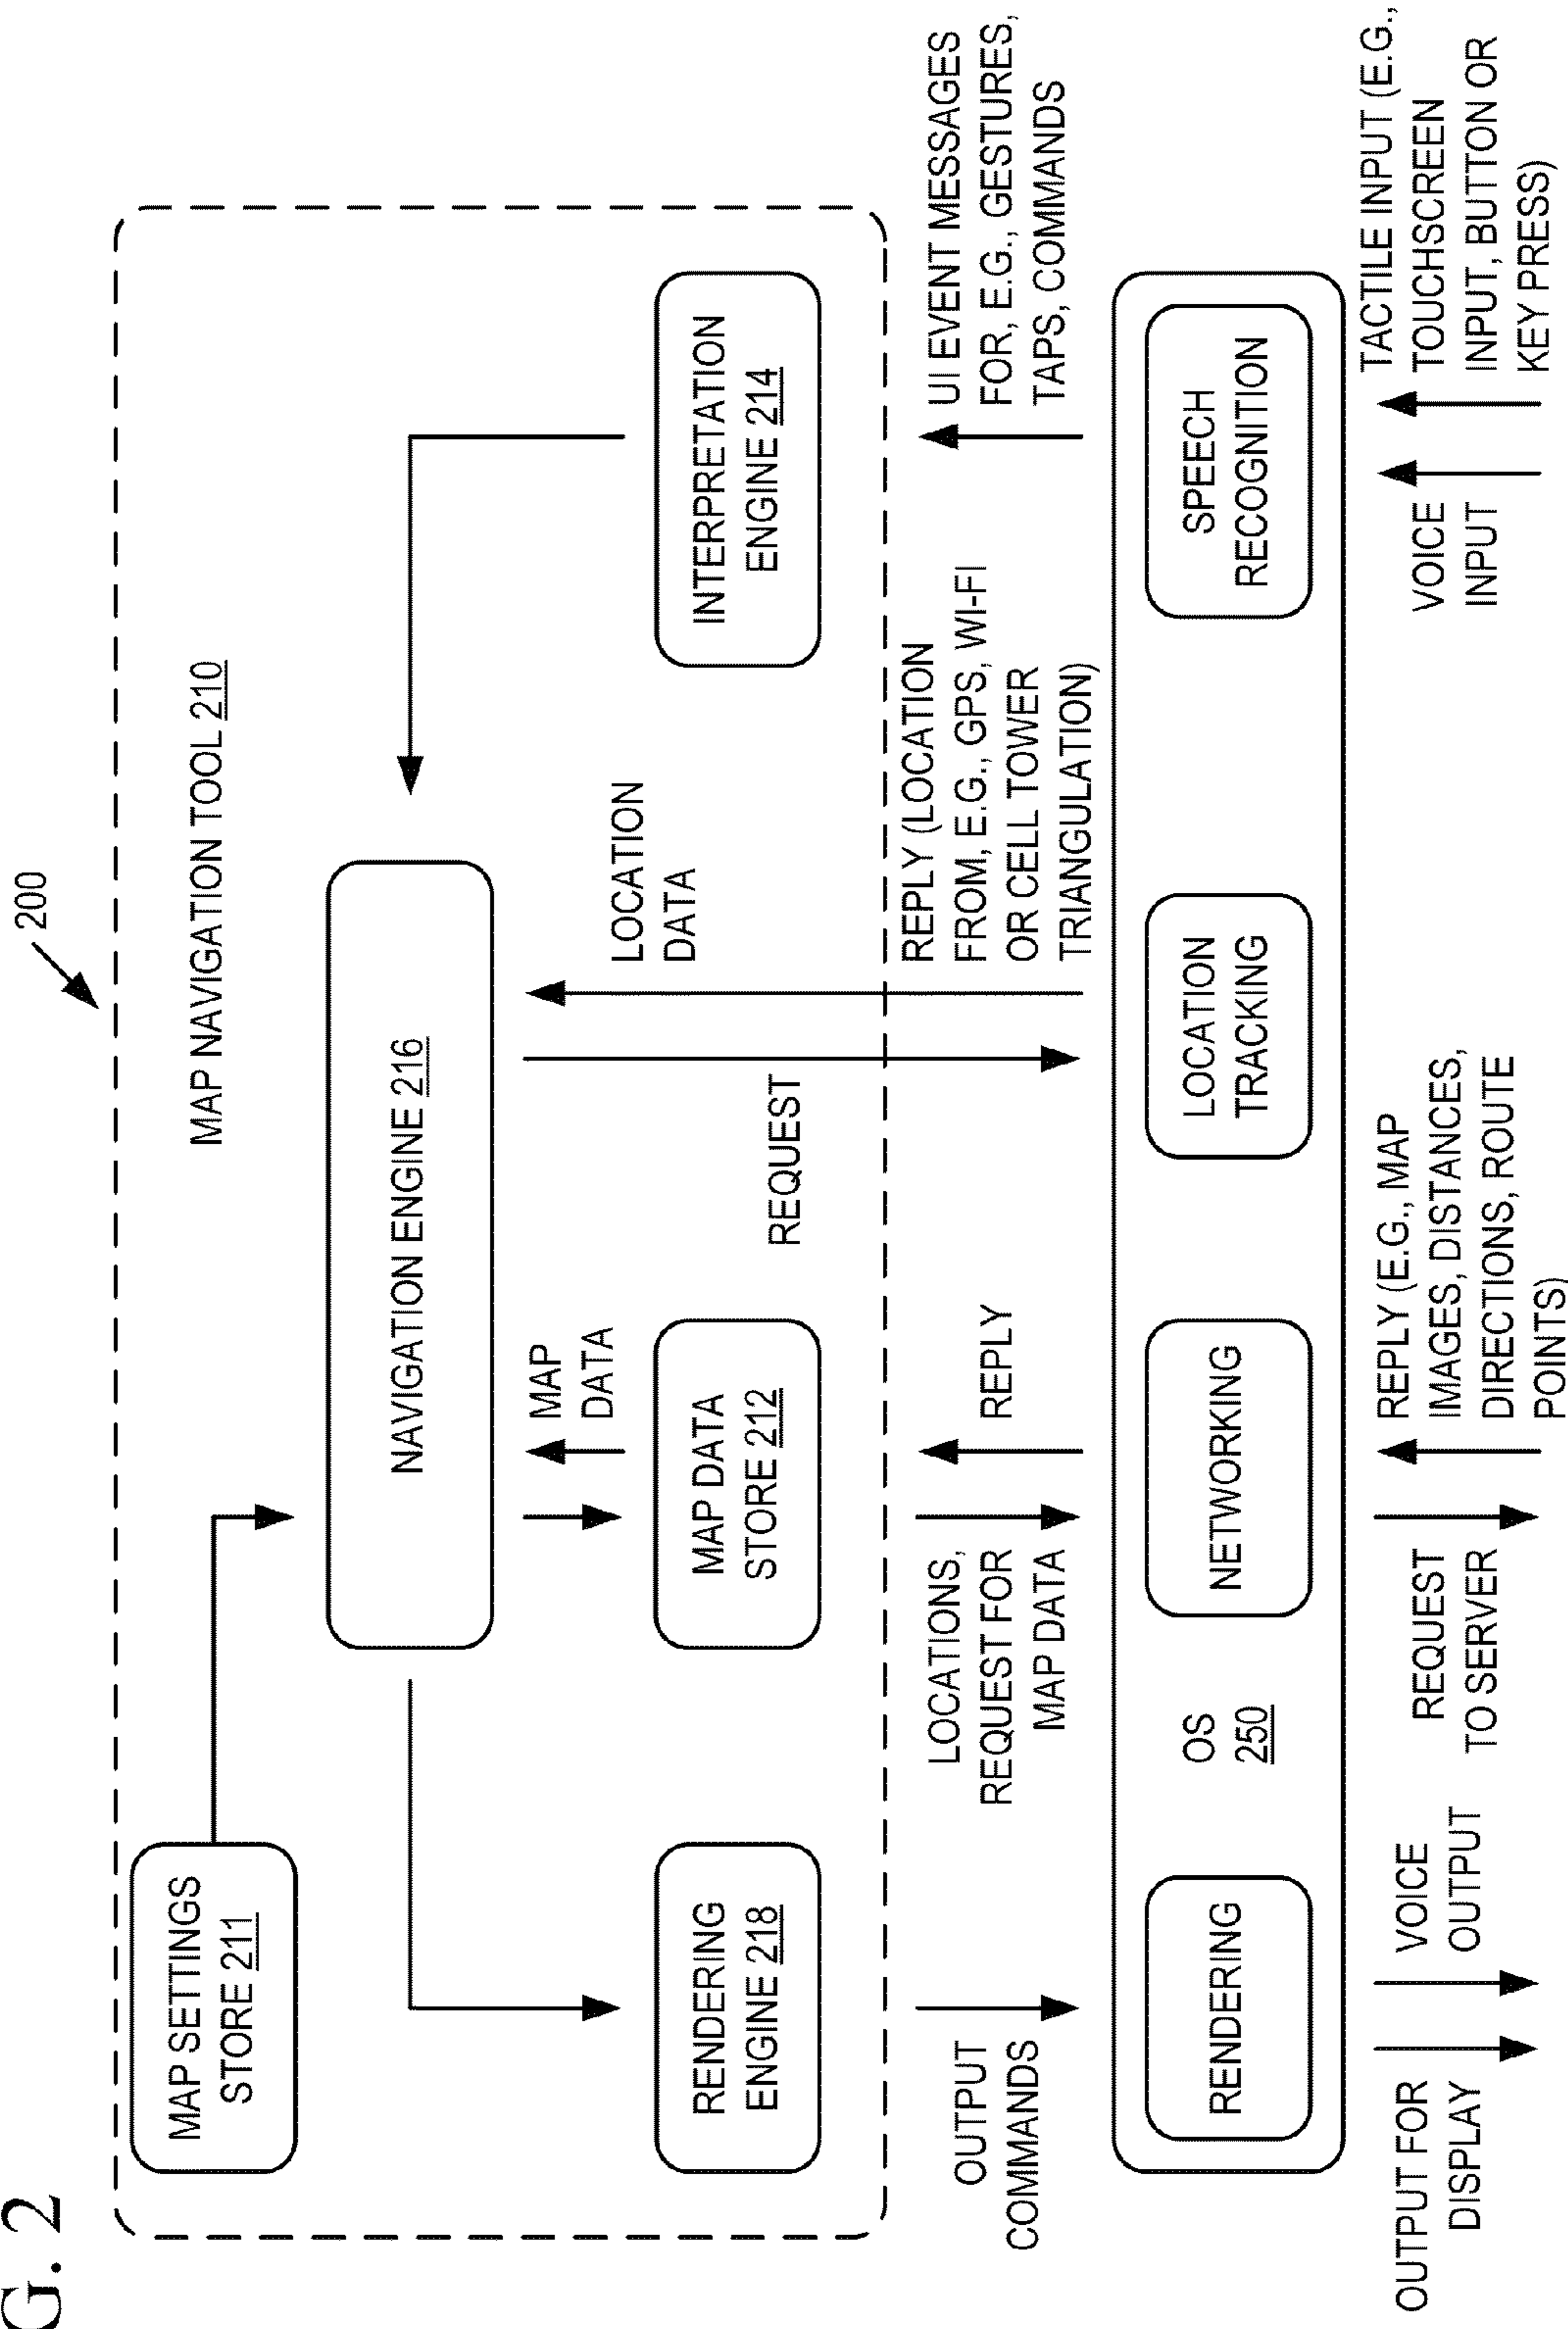 G. 2
200
MAP NAVIGATION TOOL 210
MAP SETTINGS
STORE 211
NAVIGATION ENGINE 216
MAP
DATA
LOCATION
DATA
REQUEST
RENDERING
ENGINE 218
MAP DATA
STORE 212
INTERPRETATION
ENGINE 214
OUTPUT
COMMANDS
LOCATIONS,
REQUEST FOR
MAP DATA
REPLY
REPLY (LOCATION
FROM, E.G., GPS, WI-FI
OR CELL TOWER
TRIANGULATION)
UI EVENT MESSAGES
FOR, E.G., GESTURES,
TAPS, COMMANDS
RENDERING
OS
250
NETWORKING
LOCATION
TRACKING
SPEECH
RECOGNITION
OUTPUT FOR
DISPLAY
VOICE
OUTPUT
REQUEST
TO SERVER
REPLY (E.G., MAP
IMAGES, DISTANCES,
DIRECTIONS, ROUTE
POINTS)
VOICE
INPUT
TACTILE INPUT (E.G.,
TOUCHSCREEN
INPUT, BUTTON OR
KEY PRESS)